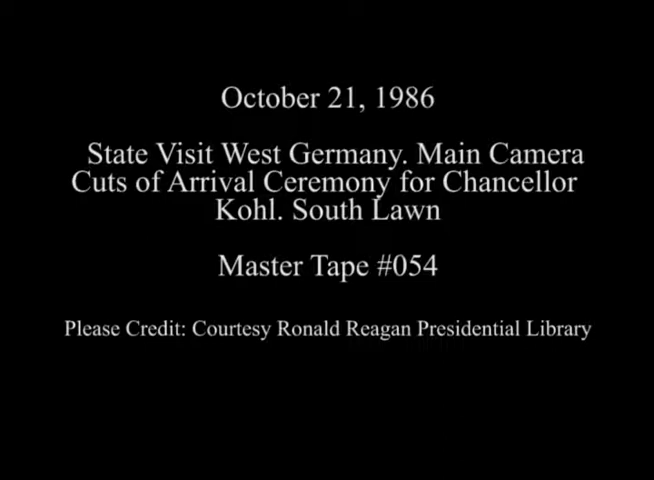 October 21, 1986
State Visit West Germany. Main Camera
Cuts of Arrival Ceremony for Chancellor
Kohl. South Lawn
Master Tape #054
Please Credit: Courtesy Ronald Reagan Presidential Library